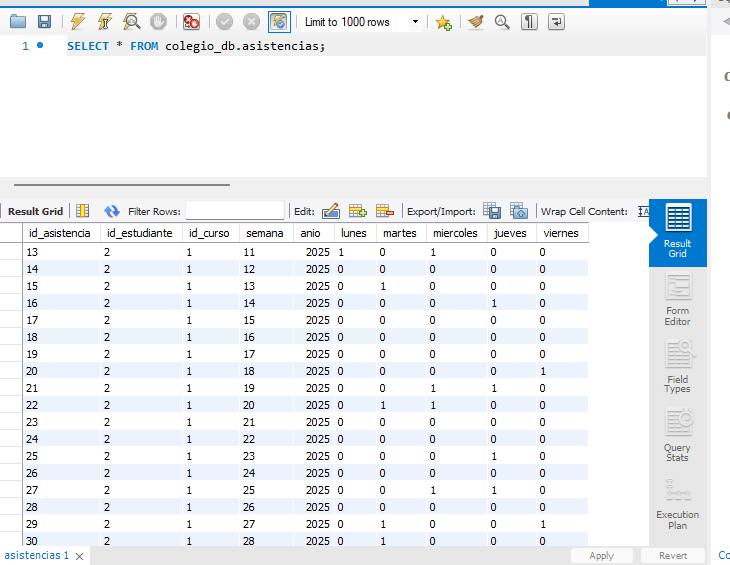 Limit to 1000 rows
1 SELECT * FROM colegio_db.asistencias;
Result Grid Filter Rows: Edit: Export/Import: Wrap Cell Content:
id_asistencia id_estudiante id_curso semana anio lunes martes miercoles jueves viernes
13 2 1 11 2025 1 0 1 0 0
14 2 1 12 2025 0 0 0 0 0
15 2 1 13 2025 0 1 0 0 0
16 2 1 14 2025 0 0 0 1 0
17 2 1 15 2025 0 0 0 0 0
18 2 1 16 2025 0 0 0 0 0
19 2 1 17 2025 0 0 0 0 0
20 2 1 18 2025 0 0 0 0 1
21 2 1 19 2025 0 0 1 1 0
22 2 1 20 2025 0 1 1 0 0
23 2 1 21 2025 0 0 0 0 0
24 2 1 22 2025 0 0 0 0 0
25 2 1 23 2025 0 0 0 1 0
26 2 1 24 2025 0 0 0 0 0
27 2 1 25 2025 0 0 1 1 0
28 2 1 26 2025 0 0 0 0 0
29 2 1 27 2025 0 1 0 0 1
30 2 1 28 2025 0 1 0 0 0
Result
Grid
Form
Editor
Field
Types
Query
Stats
Execution
Plan
asistencias 1 Apply Revert Co